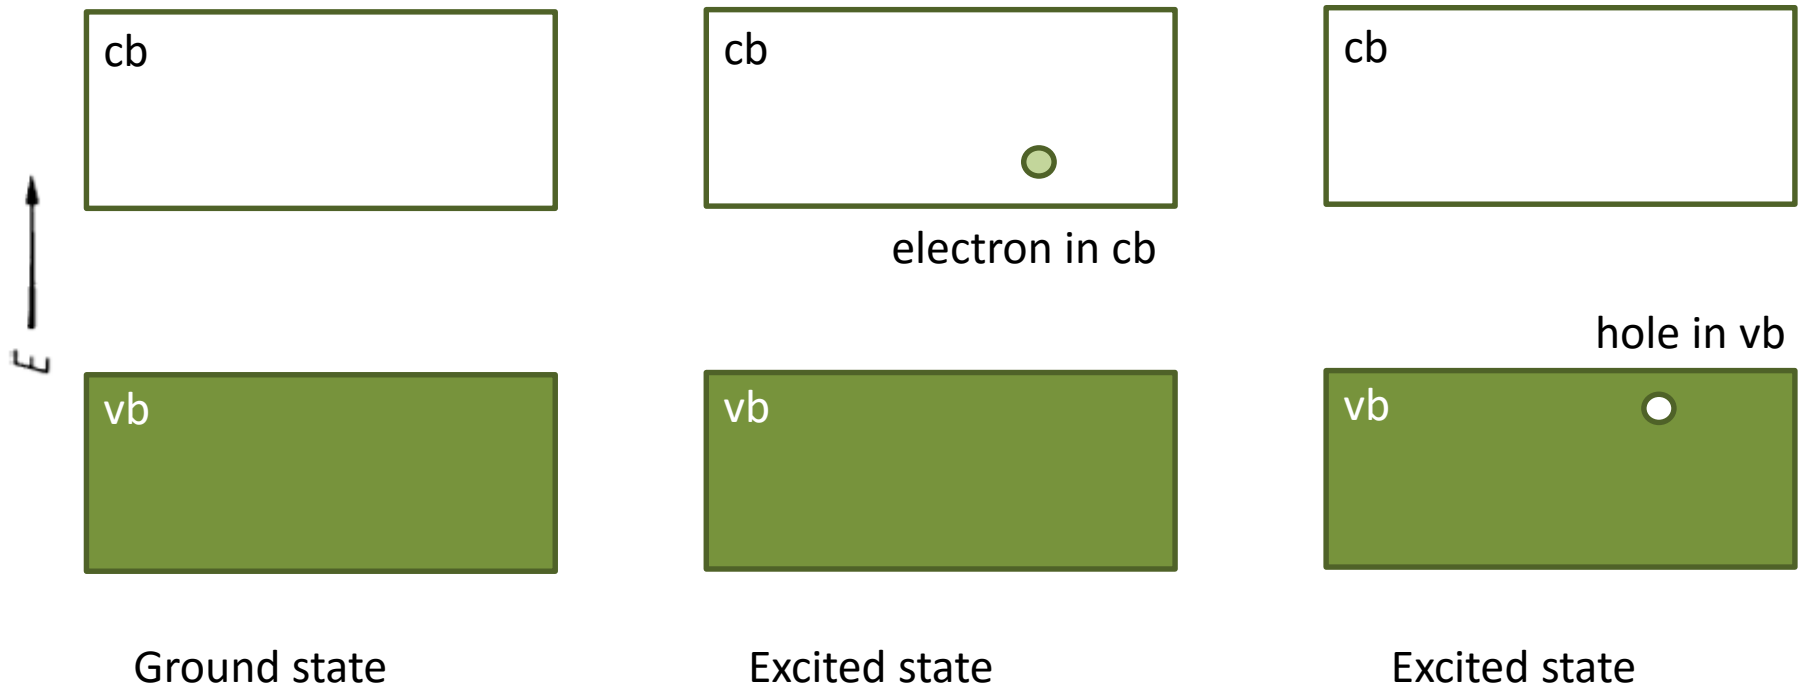 cb
cb
cb
electron in cb
E
hole in vb
vb
vb
vb
Ground state
Excited state
Excited state